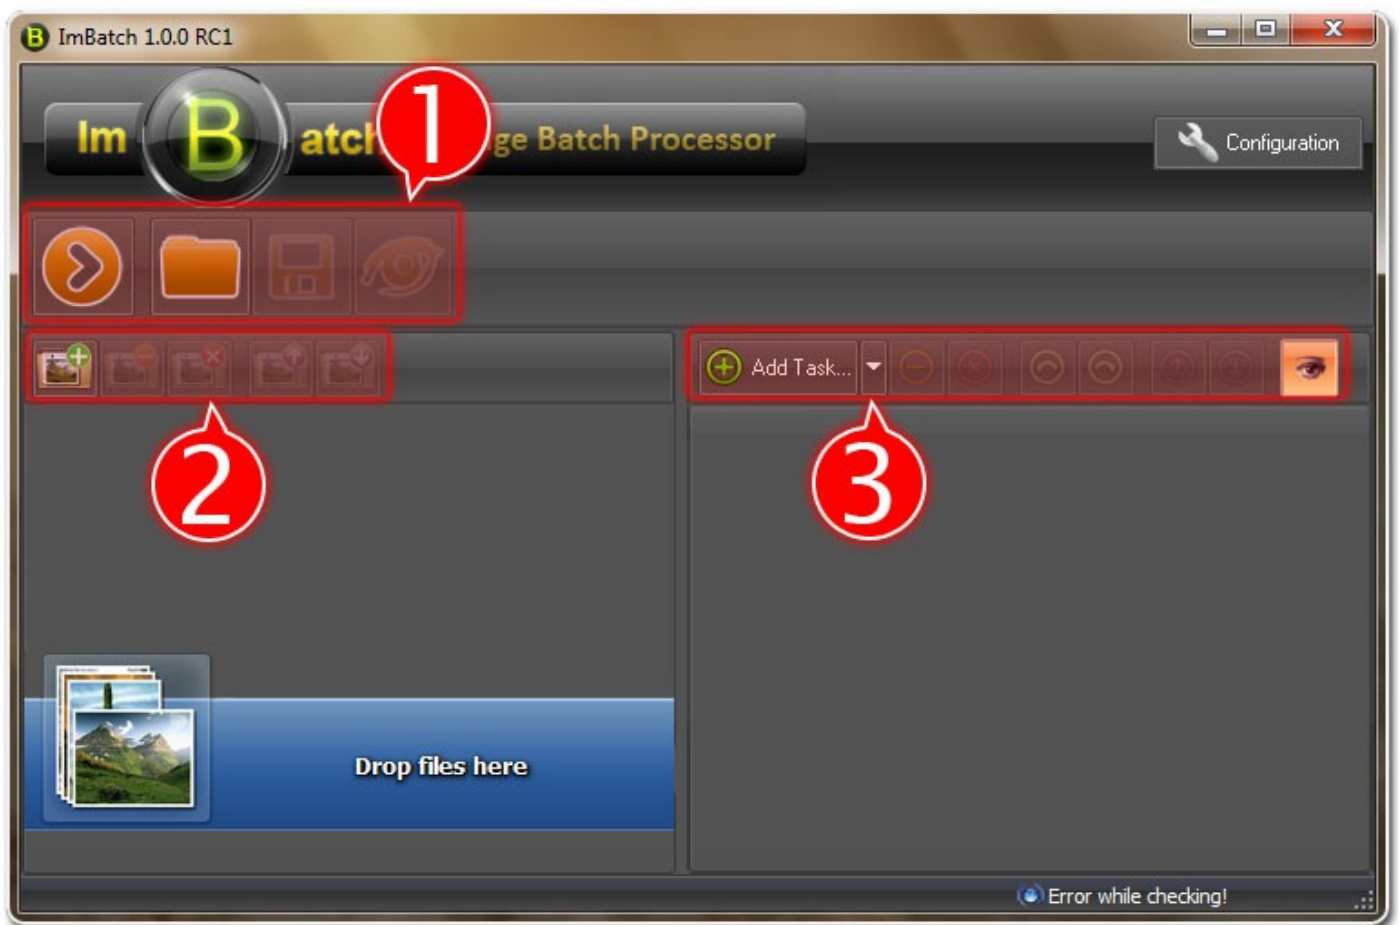 ImBatch 1.0.0 RC1
Im B atch ge Batch Processor
1
Configuration
Add Task...
2
3
Drop files here
Error while checking!